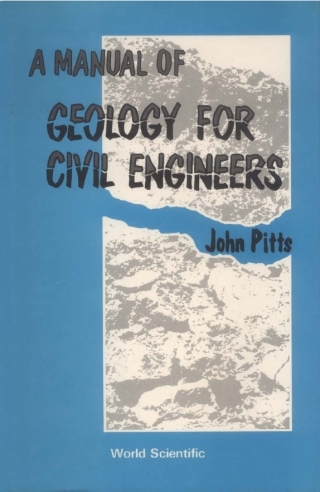 A MANUAL OF
GEOLOGY FOR
CIVIL ENGINEERS
John Pitts
World Scientific